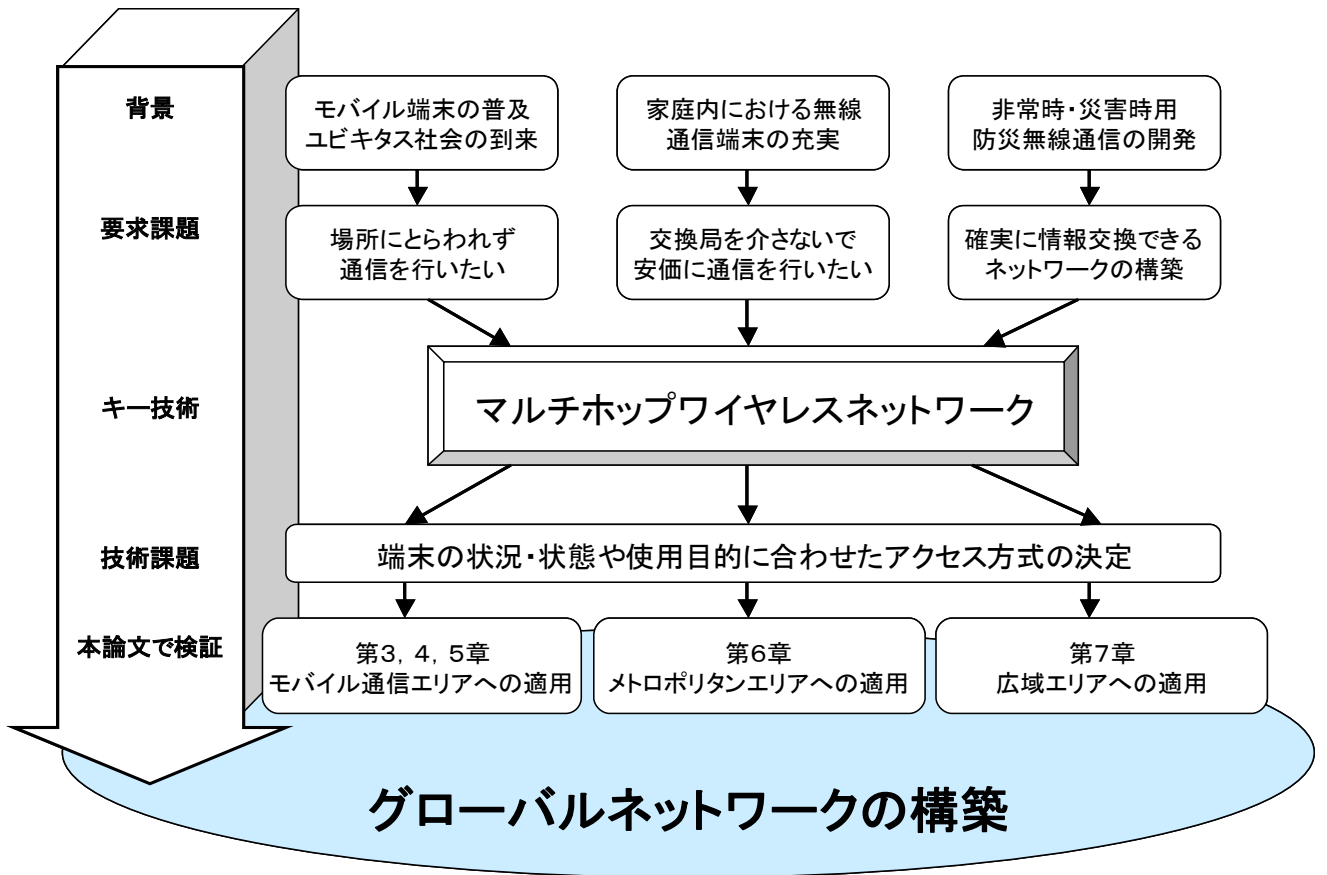 背景
モバイル端末の普及
ユビキタス社会の到来
家庭内における無線
通信端末の充実
非常時・災害時用
防災無線通信の開発
要求課題
場所にとらわれず
通信を行いたい
交換局を介さないで
安価に通信を行いたい
確実に情報交換できる
ネットワークの構築
キー技術
マルチホップワイヤレスネットワーク
技術課題
端末の状況・状態や使用目的に合わせたアクセス方式の決定
本論文で検証
第3，4，5章
モバイル通信エリアへの適用
第6章
メトロポリタンエリアへの適用
第7章
広域エリアへの適用
グローバルネットワークの構築